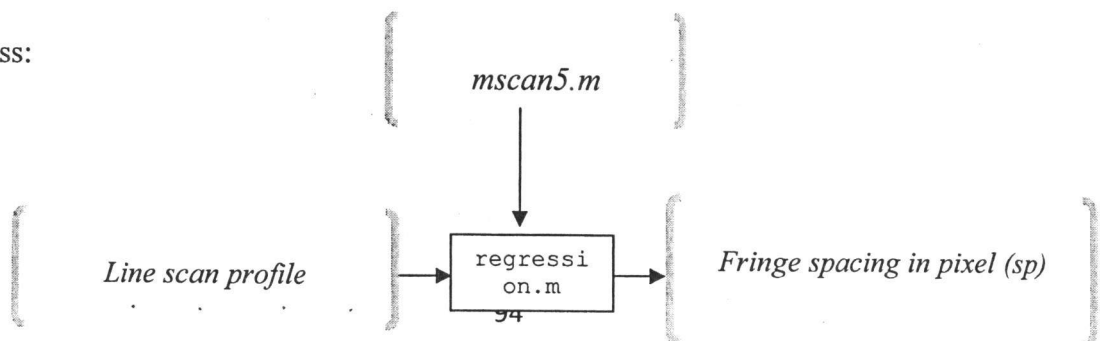 ss:
mscan5.m
Line scan profile
regressi
on.m
Fringe spacing in pixel (sp)
94